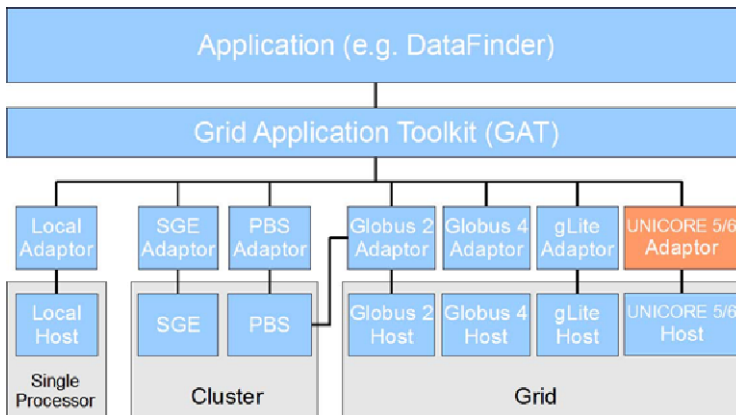 Application (e.g. DataFinder)
Grid Application Toolkit (GAT)
Local
Adaptor
SGE
Adaptor
PBS
Adaptor
Globus 2
Adaptor
Globus 4
Adaptor
gLite
Adaptor
UNICORE 5/6
Adaptor
Local
Host
SGE
PBS
Globus 2
Host
Globus 4
Host
gLite
Host
UNICORE 5/6
Host
Single
Processor
Cluster
Grid